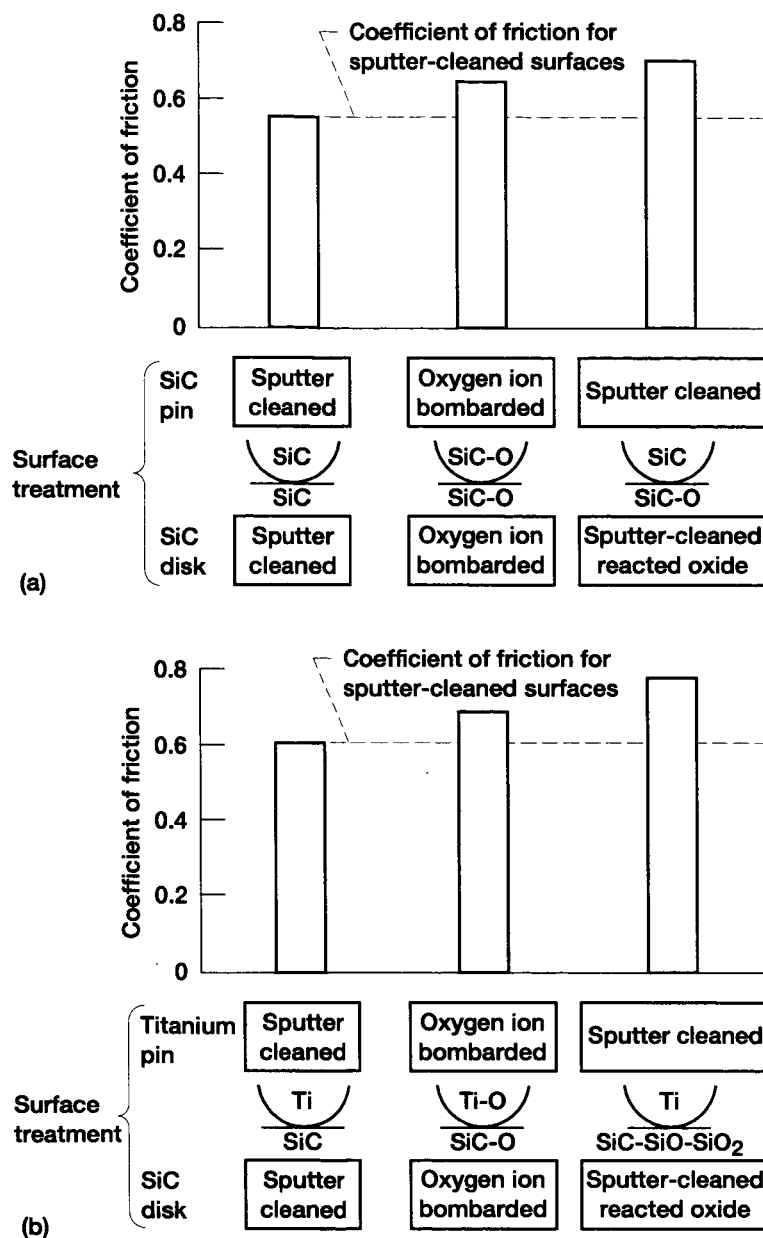 0.8
Coefficient of friction for
sputter-cleaned surfaces
0.6
0.4
0.2
0
Coefficient of friction
SiC
pin
Sputter
cleaned
Oxygen ion
bombarded
Sputter cleaned
Surface
treatment
SiC
SiC
SiC-O
SiC-O
SiC
SiC-O
SiC
disk
Sputter
cleaned
Oxygen ion
bombarded
Sputter-cleaned
reacted oxide
(a)
0.8
Coefficient of friction for
sputter-cleaned surfaces
0.6
0.4
0.2
0
Coefficient of friction
Titanium
pin
Sputter
cleaned
Oxygen ion
bombarded
Sputter cleaned
Surface
treatment
Ti
SiC
Ti-O
SiC-O
Ti
SiC-SiO-SiO₂
SiC
disk
Sputter
cleaned
Oxygen ion
bombarded
Sputter-cleaned
reacted oxide
(b)